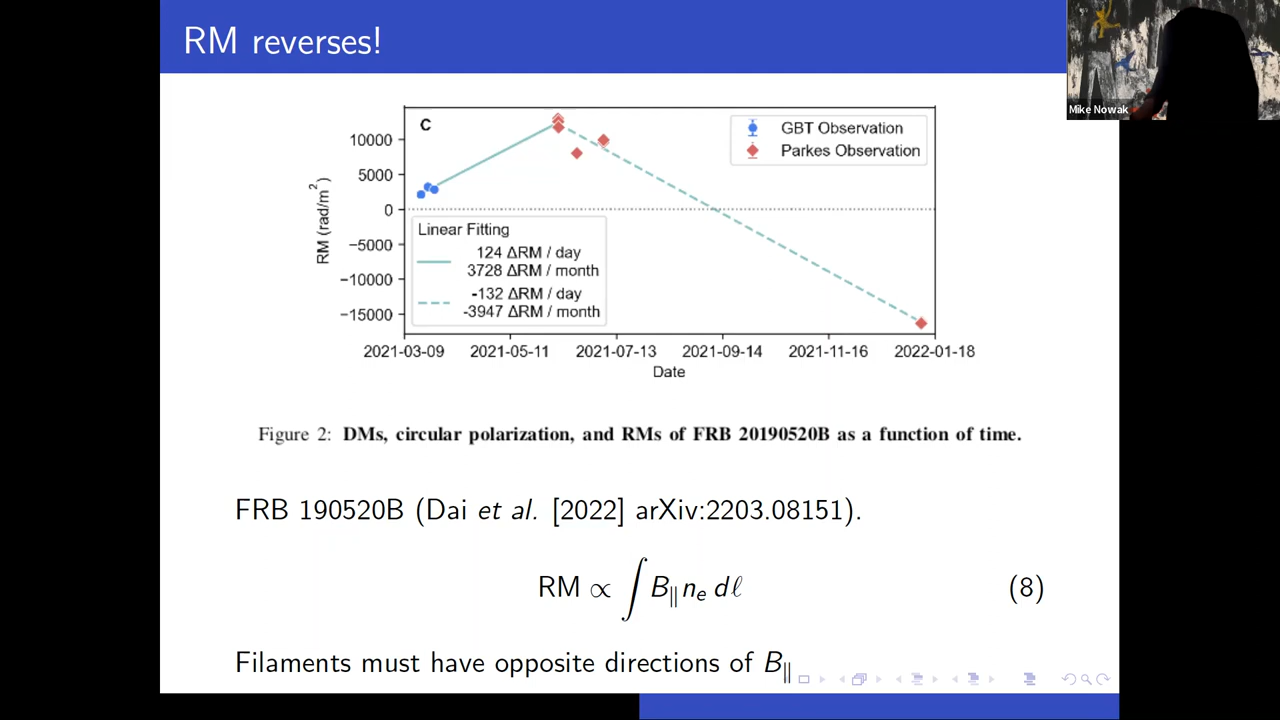 RM reverses!
Mike Nowak
C
GBT Observation
Parkes Observation
10000
5000
0
−5000
−10000
−15000
RM (rad/m²)
Linear Fitting
124 ΔRM / day
3728 ΔRM / month
-132 ΔRM / day
-3947 ΔRM / month
2021-03-09 2021-05-11 2021-07-13 2021-09-14 2021-11-16 2022-01-18
Date
Figure 2: DMs, circular polarization, and RMs of FRB 20190520B as a function of time.
FRB 190520B (Dai et al. [2022] arXiv:2203.08151).
RM ∝ ∫ B∥ nₑ dℓ (8)
Filaments must have opposite directions of B∥